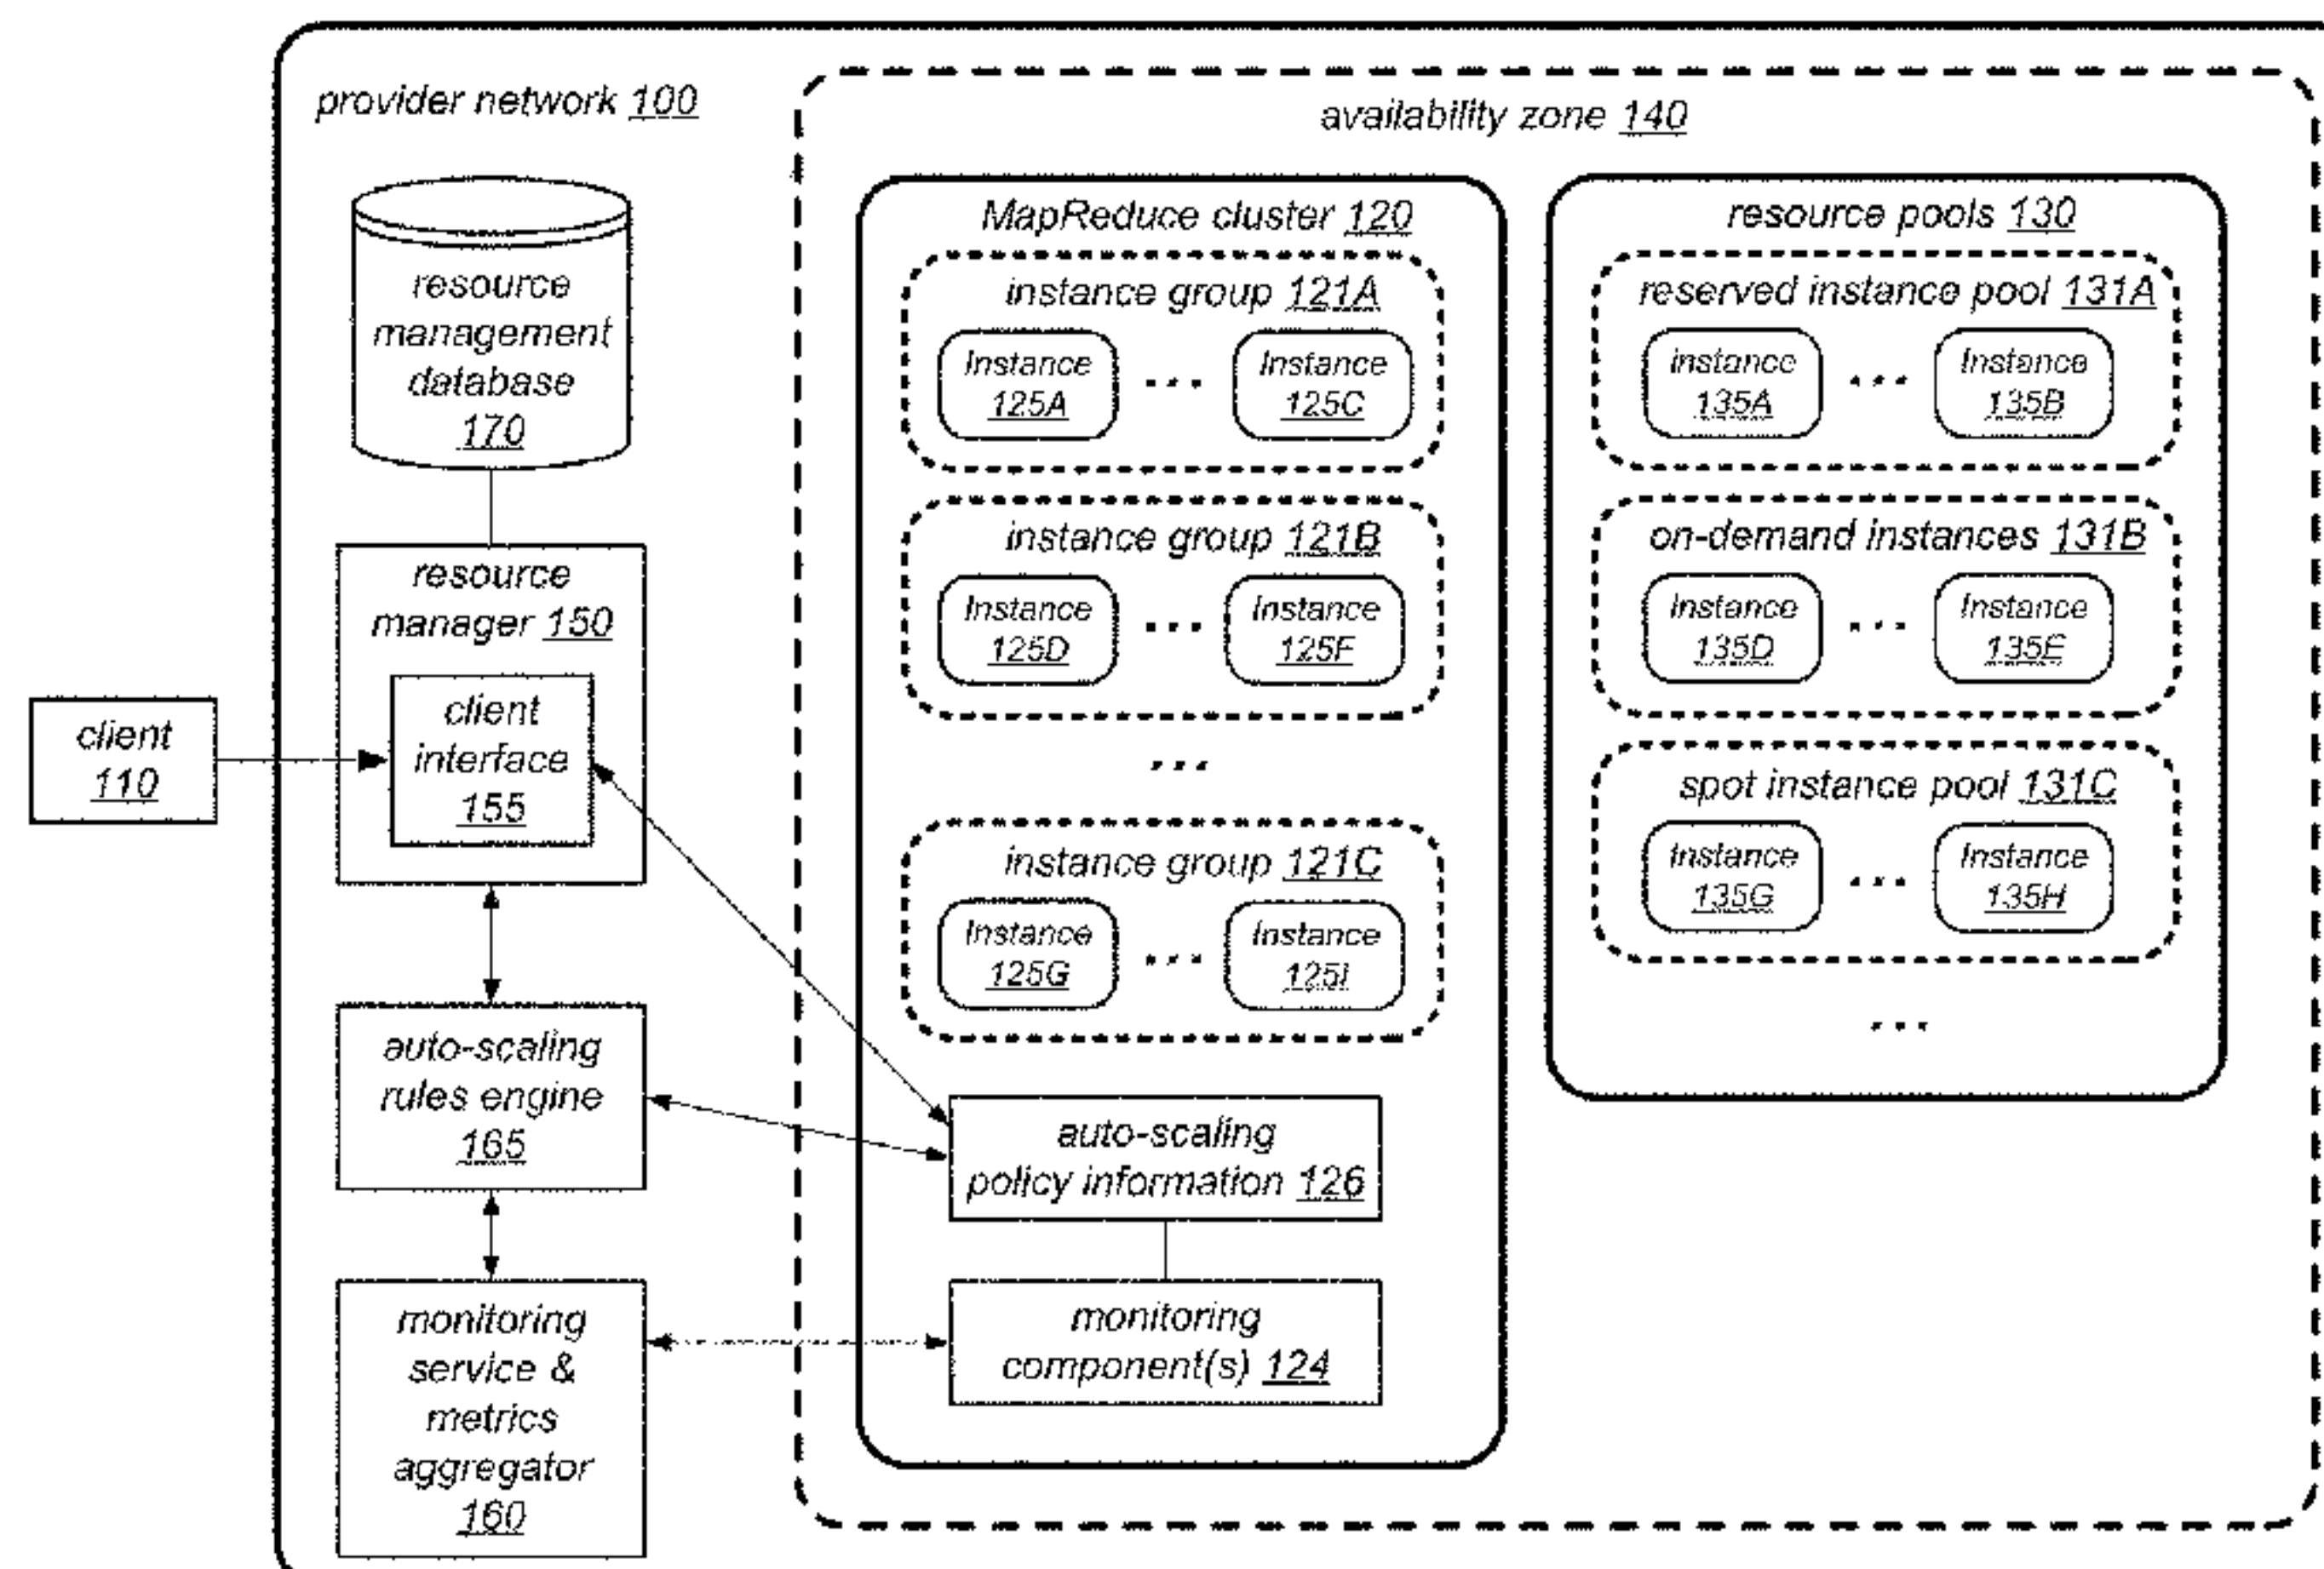 provider network 100
availability zone 140
resource
management
database
170
resource
manager 150
client
interface
155
client
110
auto-scaling
rules engine
165
monitoring
service &
metrics
aggregator
160
MapReduce cluster 120
instance group 121A
Instance
125A
...
Instance
125C
instance group 121B
Instance
125D
...
Instance
125F
...
instance group 121C
Instance
125G
...
Instance
125I
auto-scaling
policy information 126
monitoring
component(s) 124
resource pools 130
reserved instance pool 131A
instance
135A
...
Instance
135B
on-demand instances 131B
Instance
135D
...
Instance
135E
spot instance pool 131C
Instance
135G
...
Instance
135H
...